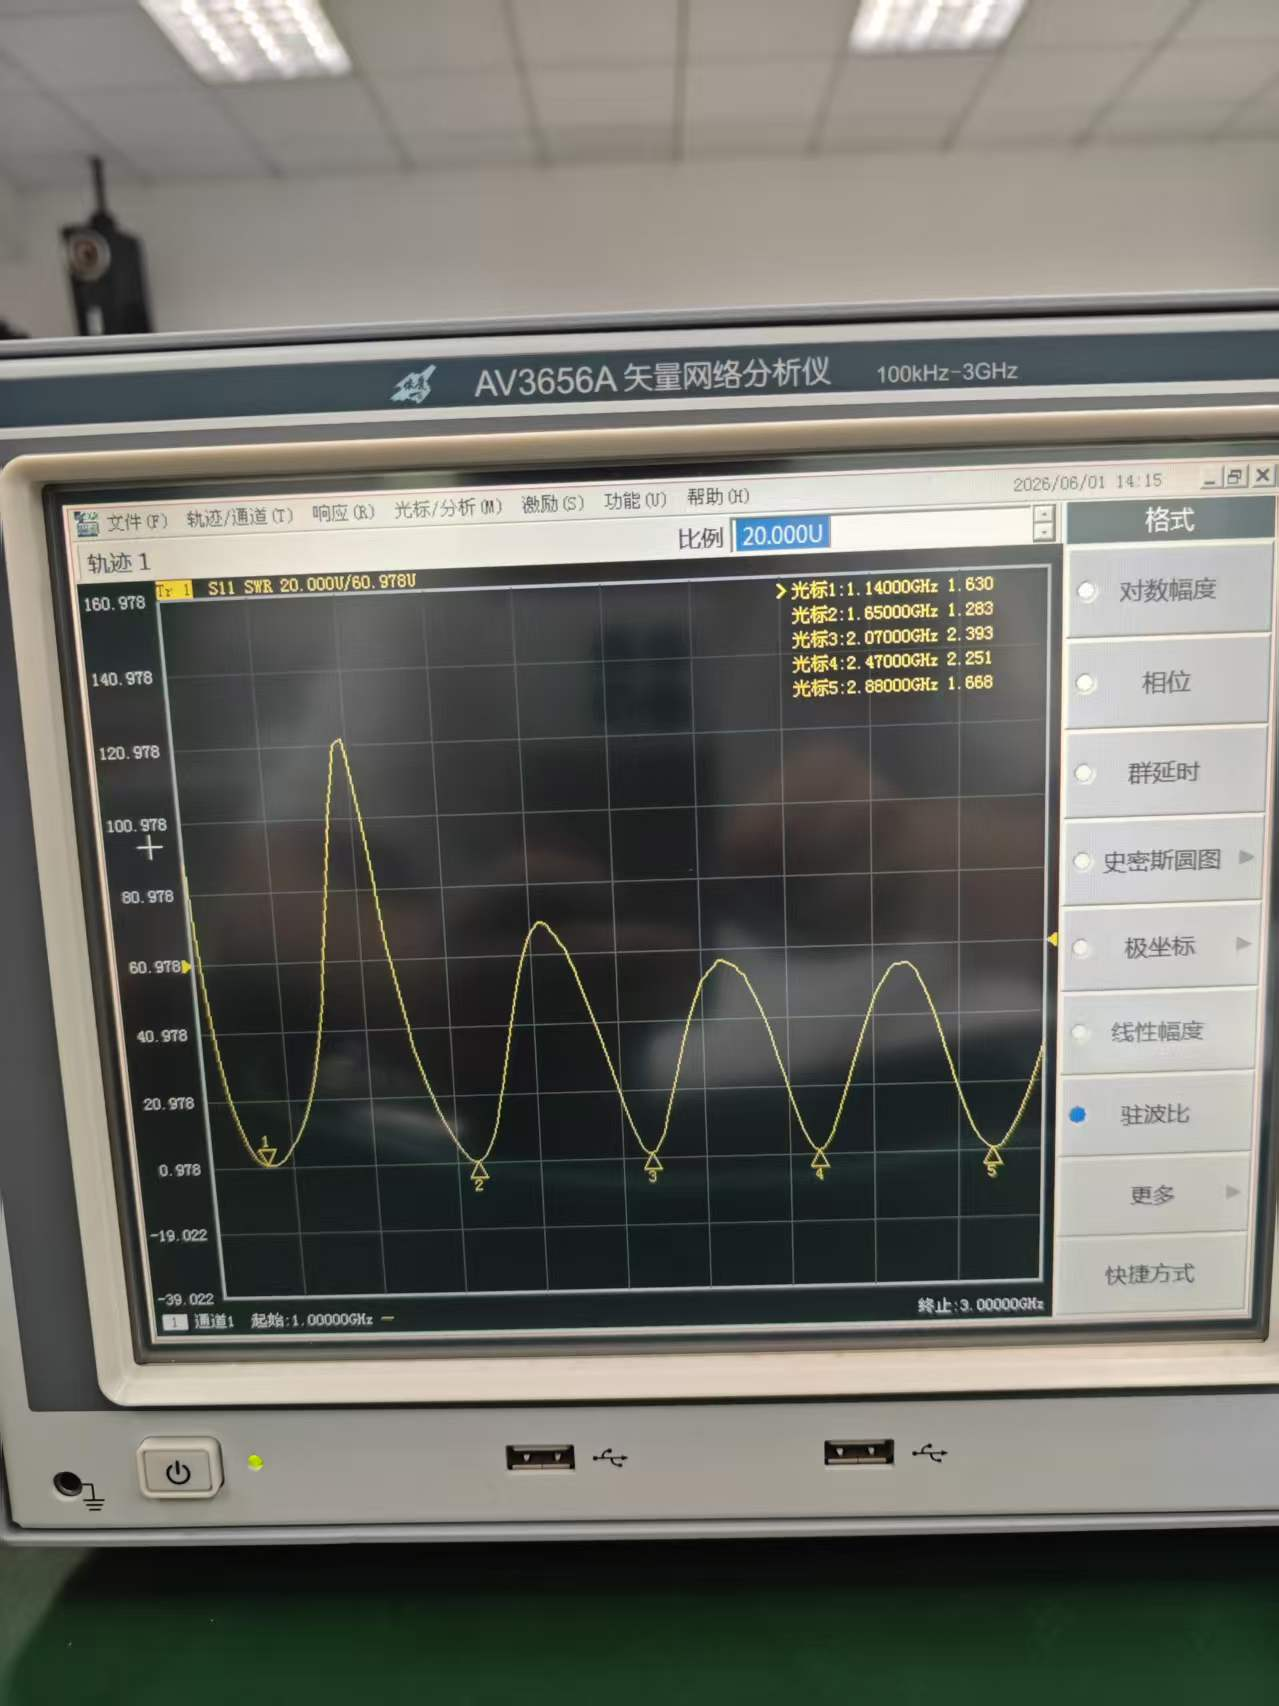 AV3656A 矢量网络分析仪 100kHz-3GHz
2026/06/01 14:15
文件(F) 轨迹/通道(T) 响应(R) 光标/分析(M) 激励(S) 功能(U) 帮助(H)
比例 20.000U
轨迹 1
Tr 1 S11 SWR 20.000U/60.978U
>光标1:1.14000GHz 1.630
光标2:1.65000GHz 1.283
光标3:2.07000GHz 2.393
光标4:2.47000GHz 2.251
光标5:2.88000GHz 1.668
160.978
140.978
120.978
100.978
80.978
60.978
40.978
20.978
0.978
-19.022
-39.022
1
2
3
4
5
1 通道1 起始:1.00000GHz
终止:3.00000GHz
格式
对数幅度
相位
群延时
史密斯圆图
极坐标
线性幅度
驻波比
更多
快捷方式